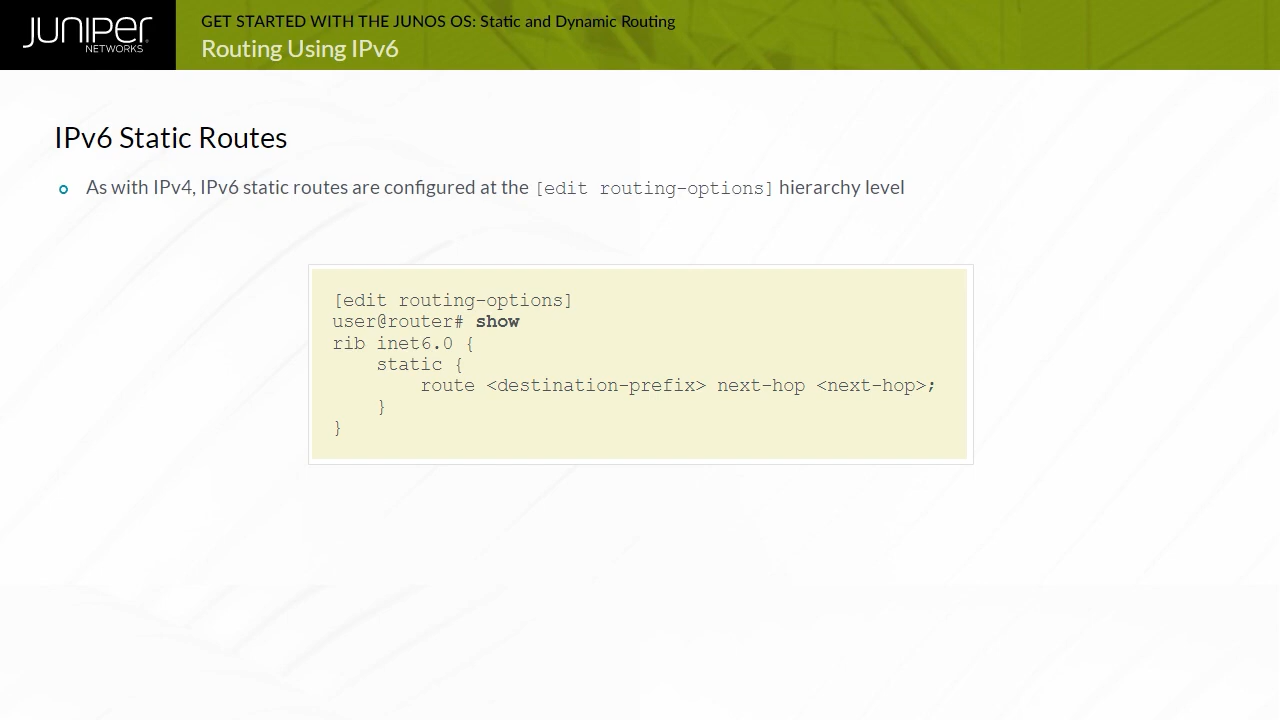 JUNIPER
NETWORKS
GET STARTED WITH THE JUNOS OS: Static and Dynamic Routing
Routing Using IPv6
IPv6 Static Routes
As with IPv4, IPv6 static routes are configured at the [edit routing-options] hierarchy level
[edit routing-options]
user@router# show
rib inet6.0 {
    static {
        route <destination-prefix> next-hop <next-hop>;
    }
}